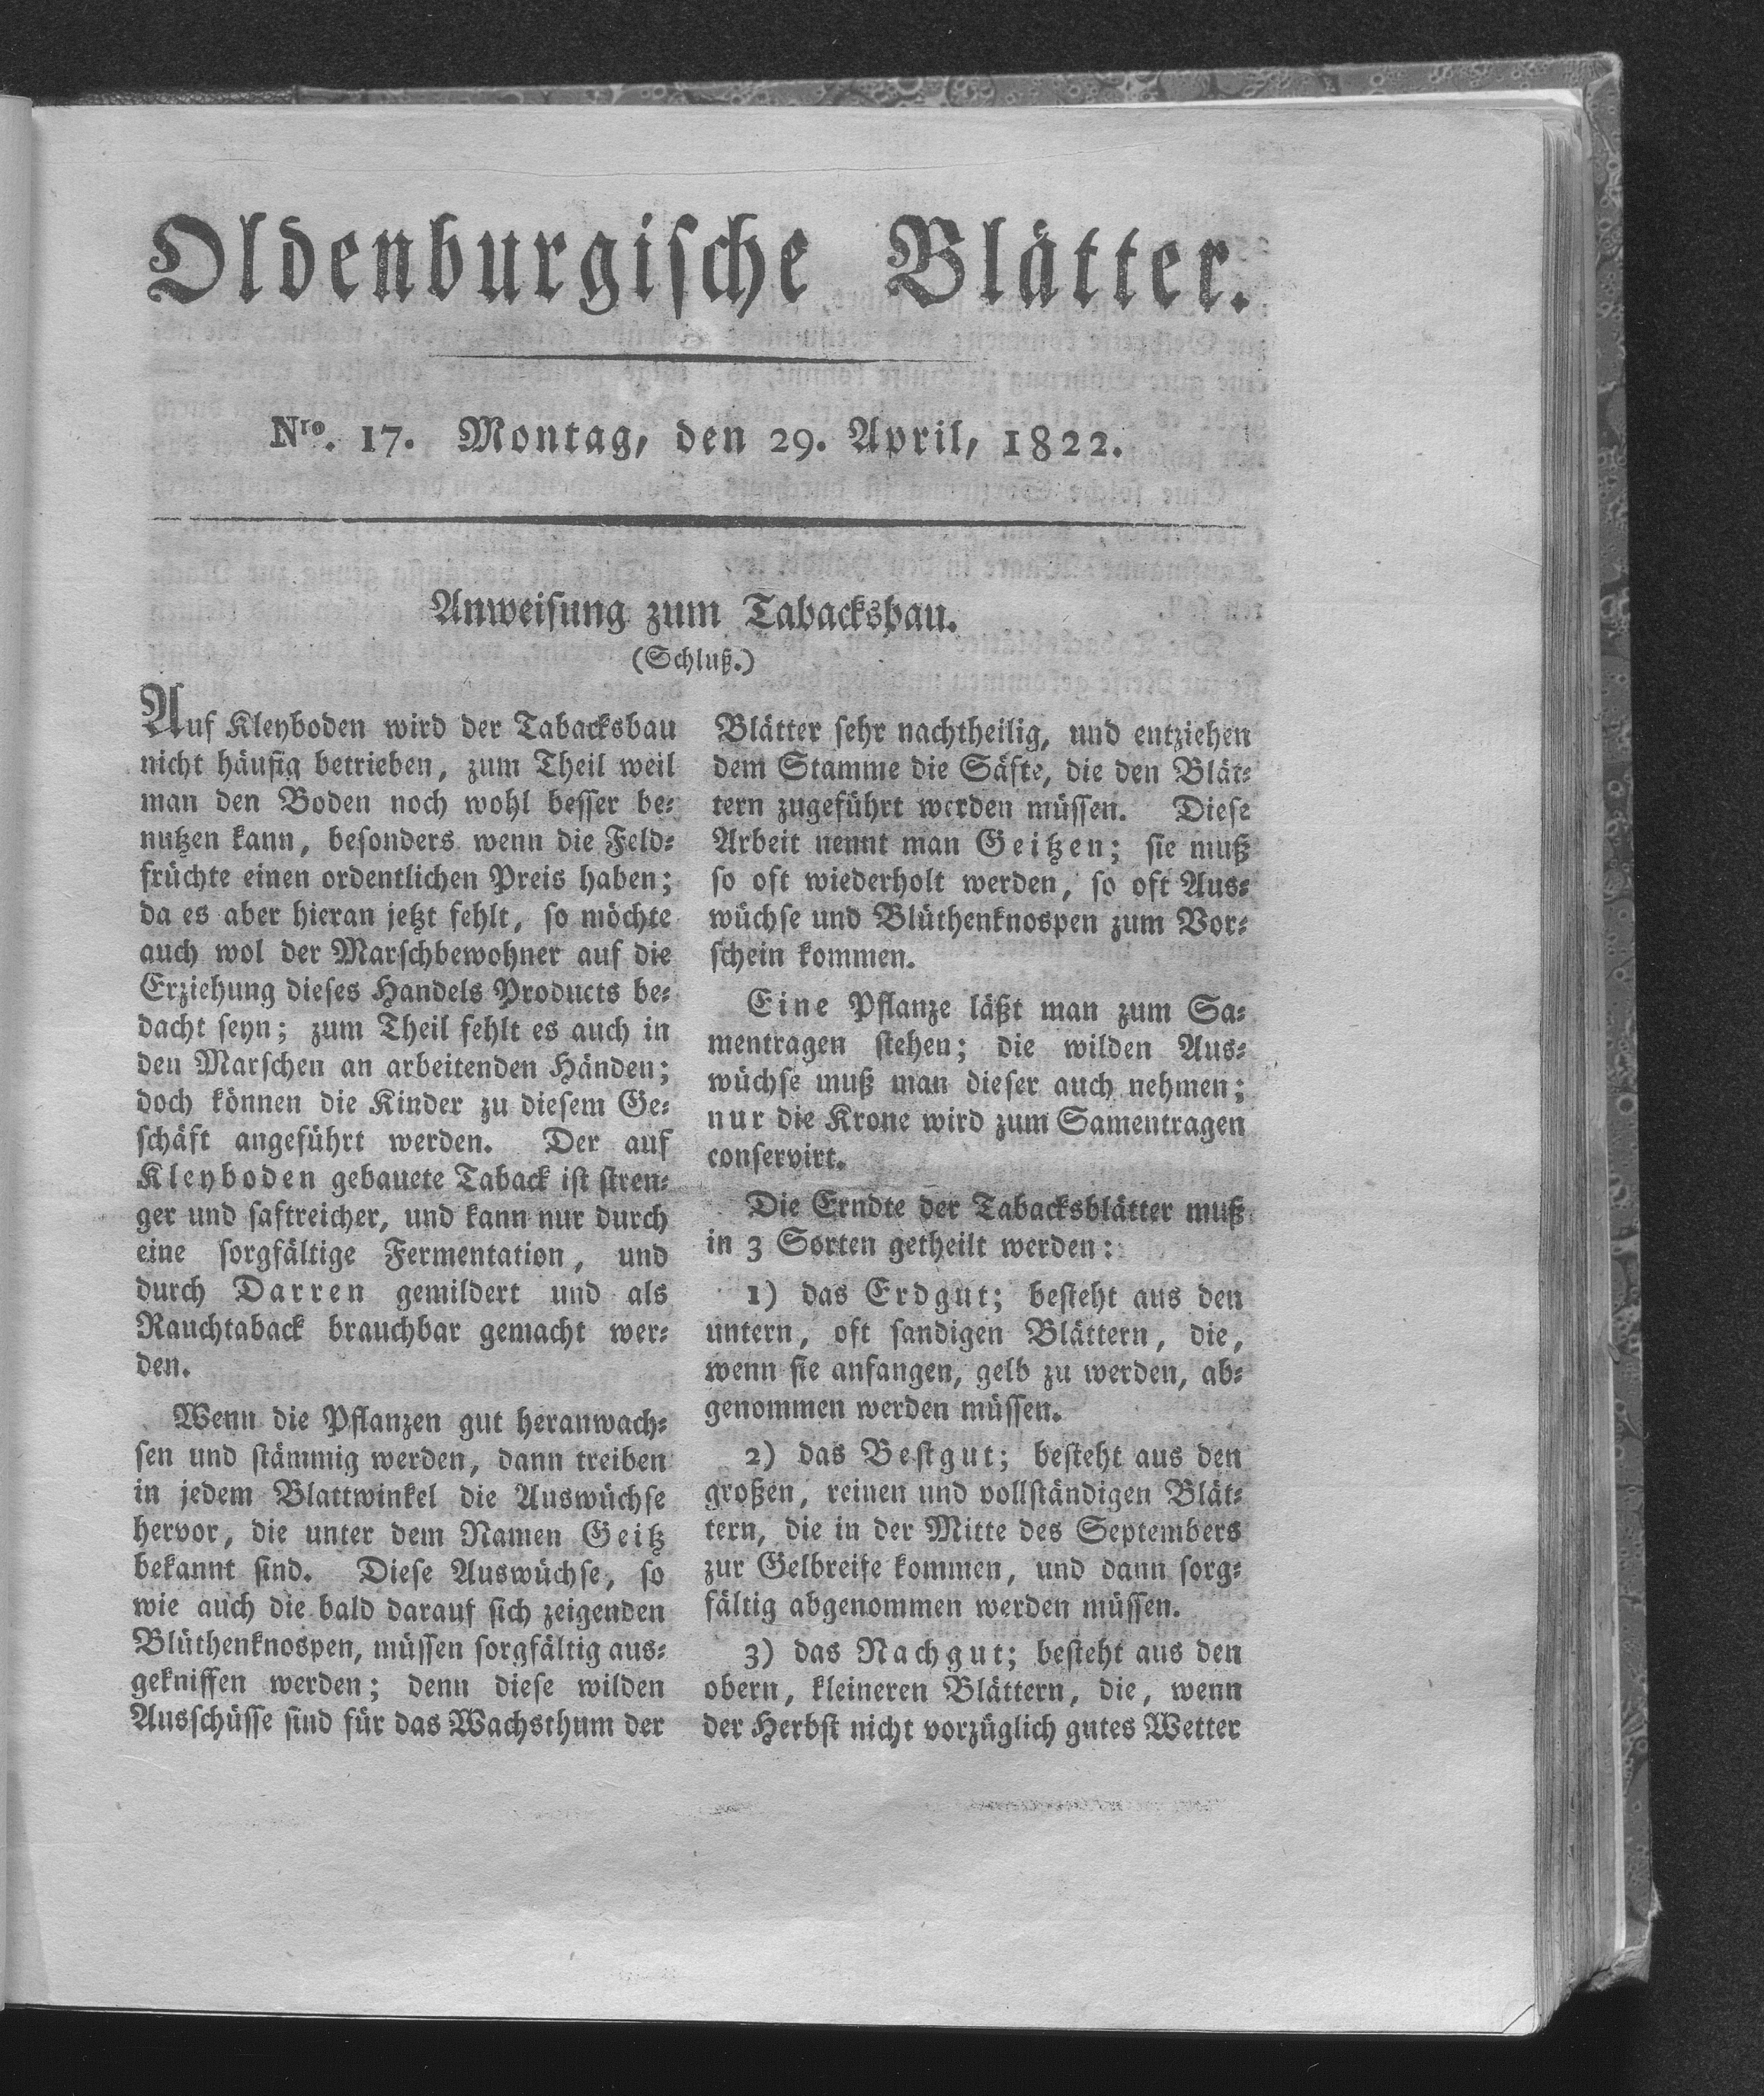 Oldenburgische Blätter.
Nro. 17. Montag, den 29. April, 1822.
Anweisung zum Tabacksbau.
(Schluß.)
Auf Kleyboden wird der Tabacksbau
nicht häufig betrieben, zum Theil weil
man den Boden noch wohl besser be-
nutzen kann, besonders wenn die Feld-
früchte einen ordentlichen Preis haben;
da es aber hieran jetzt fehlt, so möchte
auch wol der Marschbewohner auf die
Erziehung dieses Handels Products be-
dacht seyn; zum Theil fehlt es auch in
den Marschen an arbeitenden Händen;
doch können die Kinder zu diesem Ge-
schäft angeführt werden. Der auf
Kleyboden gebauete Taback ist stren-
ger und saftreicher, und kann nur durch
eine sorgfältige Fermentation, und
durch Darren gemildert und als
Rauchtaback brauchbar gemacht wer-
den.
Wenn die Pflanzen gut heranwach-
sen und stämmig werden, dann treiben
in jedem Blattwinkel die Auswüchse
hervor, die unter dem Namen Geitz
bekannt sind. Diese Auswüchse, so
wie auch die bald darauf sich zeigenden
Blüthenknospen, müssen sorgfältig aus-
gekniffen werden; denn diese wilden
Ausschüsse sind für das Wachsthum der
Blätter sehr nachtheilig, und entziehen
dem Stamme die Säfte, die den Blät-
tern zugeführt werden müssen. Diese
Arbeit nennt man Geitzen; sie muß
so oft wiederholt werden, so oft Aus-
wüchse und Blüthenknospen zum Vor-
schein kommen.
Eine Pflanze läßt man zum Sa-
mentragen stehen; die wilden Aus-
wüchse muß man dieser auch nehmen;
nur die Krone wird zum Samentragen
conservirt.
Die Erndte der Tabacksblätter muß
in 3 Sorten getheilt werden:
1) das Erdgut; besteht aus den
untern, oft sandigen Blättern, die,
wenn sie anfangen, gelb zu werden, ab-
genommen werden müssen.
2) das Bestgut; besteht aus den
großen, reinen und vollständigen Blät-
tern, die in der Mitte des Septembers
zur Gelbreife kommen, und dann sorg-
fältig abgenommen werden müssen.
3) das Nachgut; besteht aus den
obern, kleineren Blättern, die, wenn
der Herbst nicht vorzüglich gutes Wetter